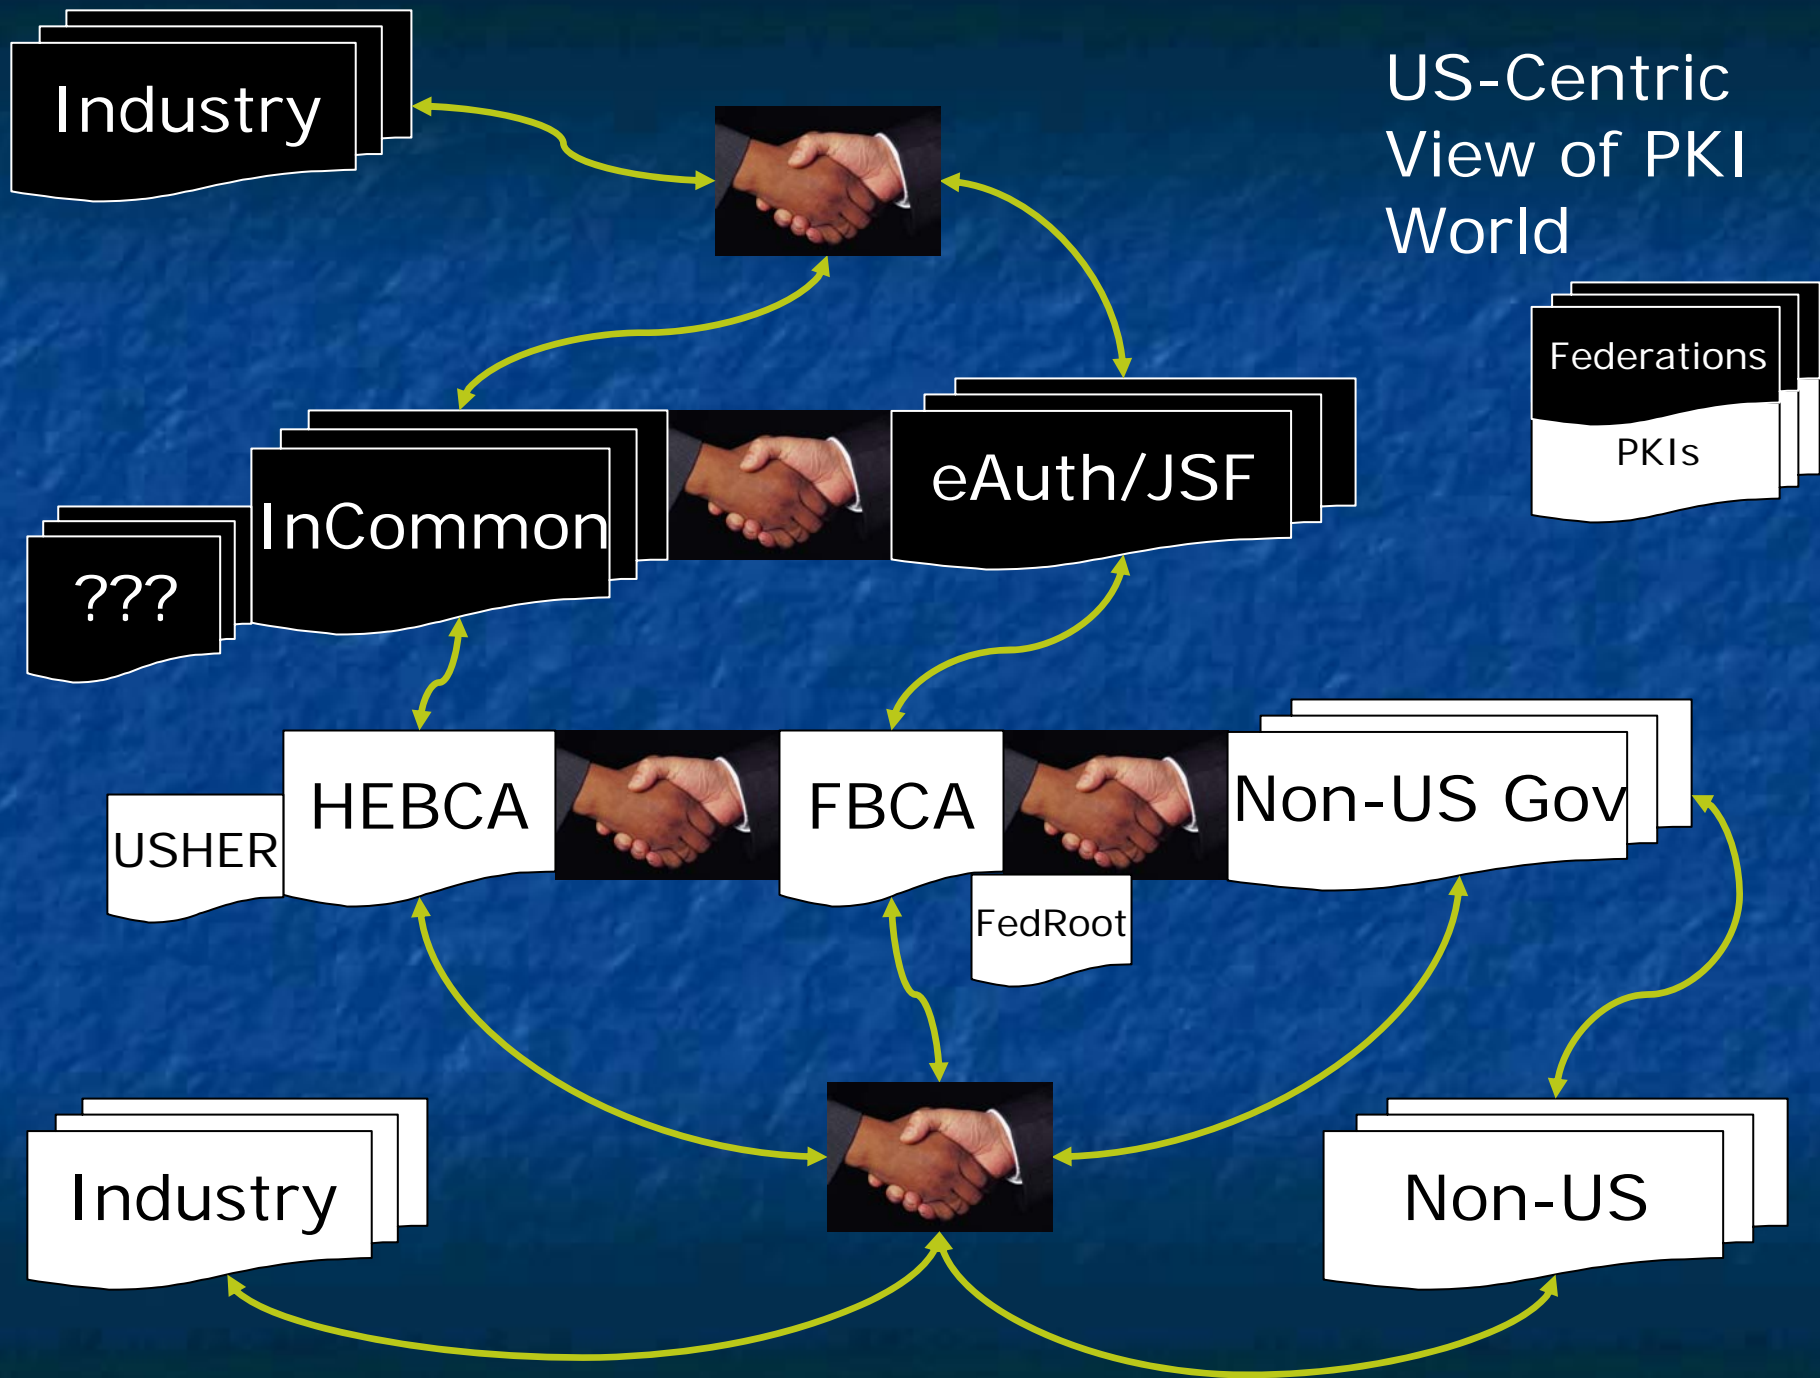 Industry
US-Centric
View of PKI
World
Federations
PKIs
eAuth/JSF
InCommon
???
HEBCA
FBCA
Non-US Gov
USHER
FedRoot
Industry
Non-US